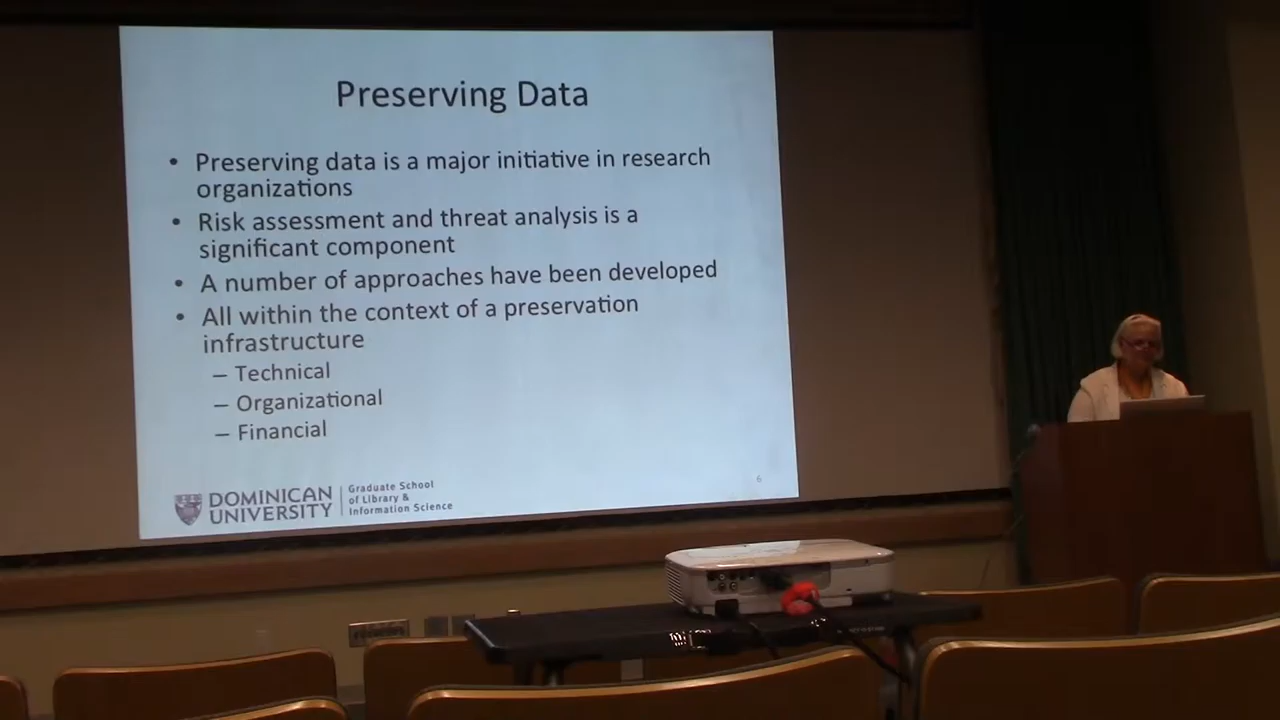 Preserving Data
• Preserving data is a major initiative in research
organizations
• Risk assessment and threat analysis is a
significant component
• A number of approaches have been developed
• All within the context of a preservation
infrastructure
– Technical
– Organizational
– Financial
DOMINICAN
UNIVERSITY
Graduate School
of Library &
Information Science
6